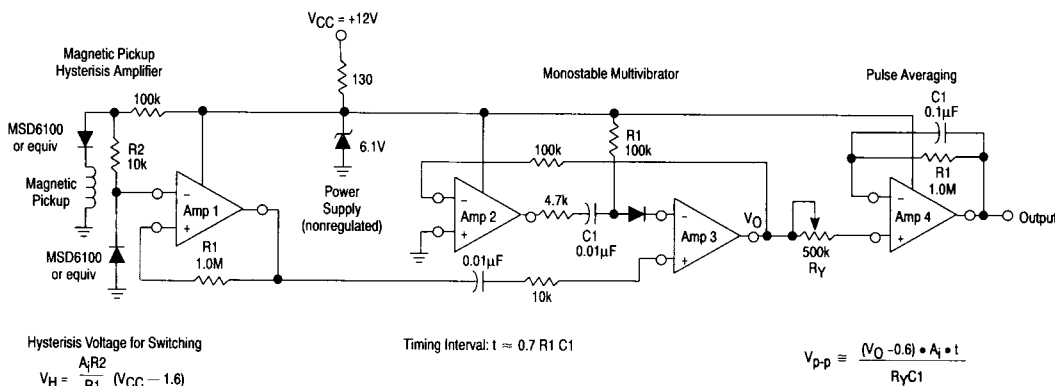 VCC = +12V
Magnetic Pickup
Hysterisis Amplifier
130
Monostable Multivibrator
Pulse Averaging
C1
0.1µF
100k
MSD6100
or equiv
R2
10k
Magnetic
Pickup
6.1V
Power
Supply
(nonregulated)
R1
100k
100k
R1
1.0M
–
+
Amp 1
R1
1.0M
MSD6100
or equiv
–
+
Amp 2
4.7k
C1
0.01µF
–
+
Amp 3
VO
500k
RY
–
+
Amp 4
Output
0.01µF
10k
Hysterisis Voltage for Switching
VH = AiR2 / R1 (VCC – 1.6)
Timing Interval: t ≈ 0.7 R1 C1
Vp-p ≅ (VO –0.6) • Ai • t / RYC1